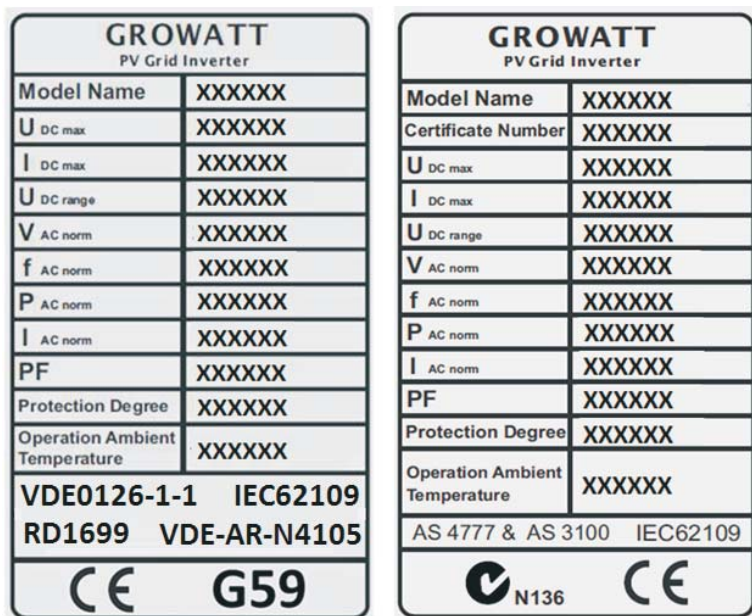 GROWATT
PV Grid Inverter
Model Name XXXXXX
U DC max XXXXXX
I DC max XXXXXX
U DC range XXXXXX
V AC norm XXXXXX
f AC norm XXXXXX
P AC norm XXXXXX
I AC norm XXXXXX
PF XXXXXX
Protection Degree XXXXXX
Operation Ambient
Temperature XXXXXX
VDE0126-1-1 IEC62109
RD1699 VDE-AR-N4105
CE G59
GROWATT
PV Grid Inverter
Model Name XXXXXX
Certificate Number XXXXXX
U DC max XXXXXX
I DC max XXXXXX
U DC range XXXXXX
V AC norm XXXXXX
f AC norm XXXXXX
P AC norm XXXXXX
I AC norm XXXXXX
PF XXXXXX
Protection Degree XXXXXX
Operation Ambient
Temperature XXXXXX
AS 4777 & AS 3100 IEC62109
N136 CE